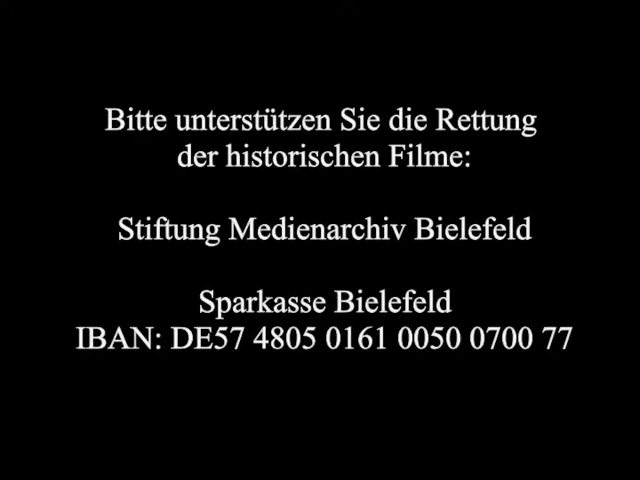 Bitte unterstützen Sie die Rettung
der historischen Filme:
Stiftung Medienarchiv Bielefeld
Sparkasse Bielefeld
IBAN: DE57 4805 0161 0050 0700 77